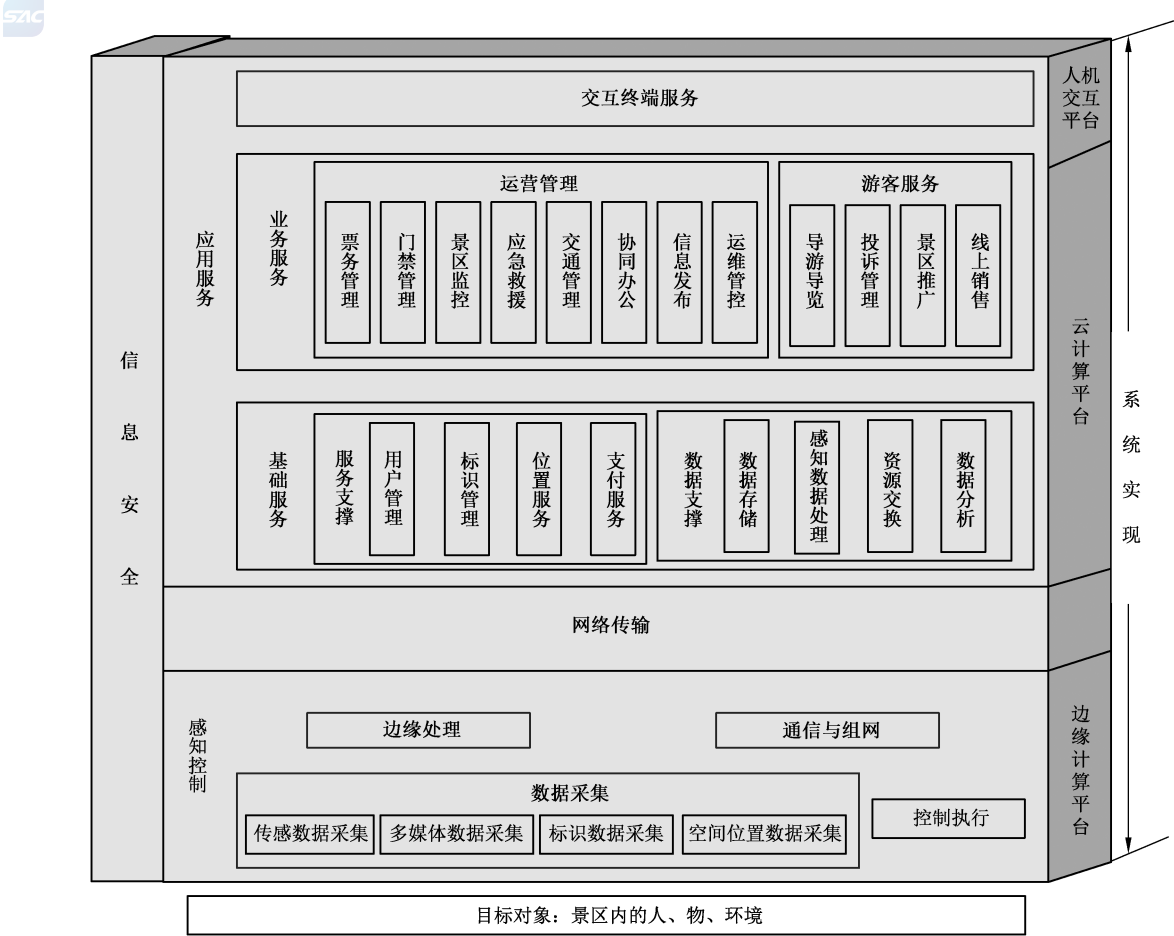 SAC
人机
交互
平台
交互终端服务
应用服务
业务服务
运营管理
票务管理
门禁管理
景区监控
应急救援
交通管理
协同办公
信息发布
运维管控
游客服务
导游导览
投诉管理
景区推广
线上销售
云计算平台
信息安全
系统实现
基础服务
服务支撑
用户管理
标识管理
位置服务
支付服务
数据支撑
数据存储
感知数据处理
资源交换
数据分析
网络传输
感知控制
边缘处理
通信与组网
边缘计算平台
数据采集
传感数据采集
多媒体数据采集
标识数据采集
空间位置数据采集
控制执行
目标对象：景区内的人、物、环境